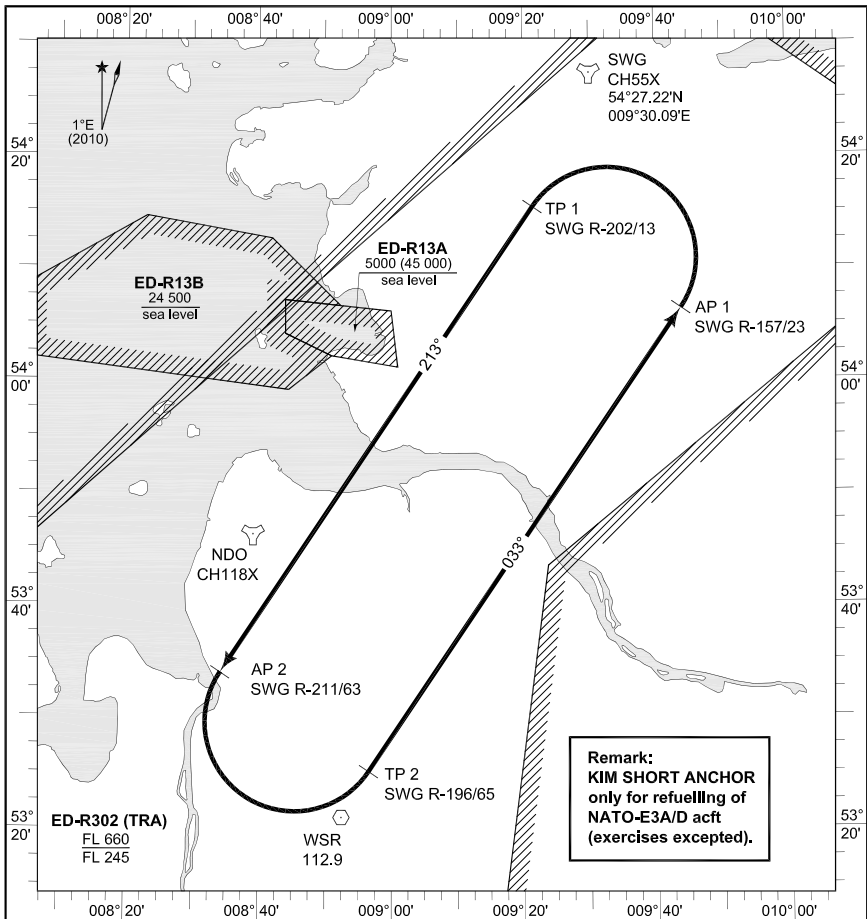 008°20'
008°40'
009°00'
009°20'
009°40'
010°00'
SWG
CH55X
54°27.22'N
009°30.09'E
1°E
(2010)
54°
20'
54°
20'
TP 1
SWG R-202/13
ED-R13A
5000 (45 000)
sea level
ED-R13B
24 500
sea level
AP 1
SWG R-157/23
213°
54°
00'
54°
00'
033°
NDO
CH118X
53°
40'
53°
40'
AP 2
SWG R-211/63
TP 2
SWG R-196/65
Remark:
KIM SHORT ANCHOR
only for refuelling of
NATO-E3A/D acft
(exercises excepted).
ED-R302 (TRA)
FL 660
FL 245
53°
20'
53°
20'
WSR
112.9
008°20'
008°40'
009°00'
009°20'
009°40'
010°00'